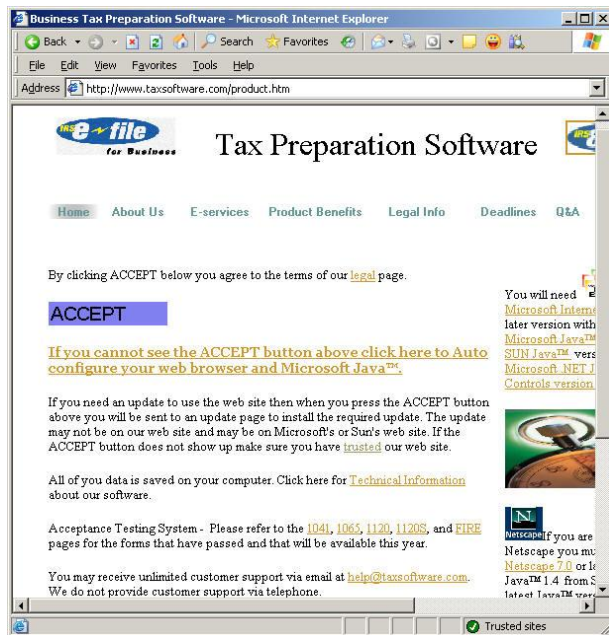 Business Tax Preparation Software - Microsoft Internet Explorer
Back Search Favorites
File Edit View Favorites Tools Help
Address http://www.taxsoftware.com/product.htm
IRS e~file
for Business
Tax Preparation Software
IRS
Home About Us E-services Product Benefits Legal Info Deadlines Q&A
By clicking ACCEPT below you agree to the terms of our legal page.
ACCEPT
If you cannot see the ACCEPT button above click here to Auto
configure your web browser and Microsoft Java™.
If you need an update to use the web site then when you press the ACCEPT button
above you will be sent to an update page to install the required update. The update
may not be on our web site and may be on Microsoft's or Sun's web site. If the
ACCEPT button does not show up make sure you have trusted our web site.
All of you data is saved on your computer. Click here for Technical Information
about our software.
Acceptance Testing System - Please refer to the 1041, 1065, 1120, 1120S, and FIRE
pages for the forms that have passed and that will be available this year.
You may receive unlimited customer support via email at help@taxsoftware.com.
We do not provide customer support via telephone.
You will need
Microsoft Interne
later version with
Microsoft Java™
SUN Java™ vers
Microsoft .NET J
Controls version
N
Netscape
If you are
Netscape you mu
Netscape 7.0 or la
Java™ 1.4 from S
latest Java™ vers
Trusted sites